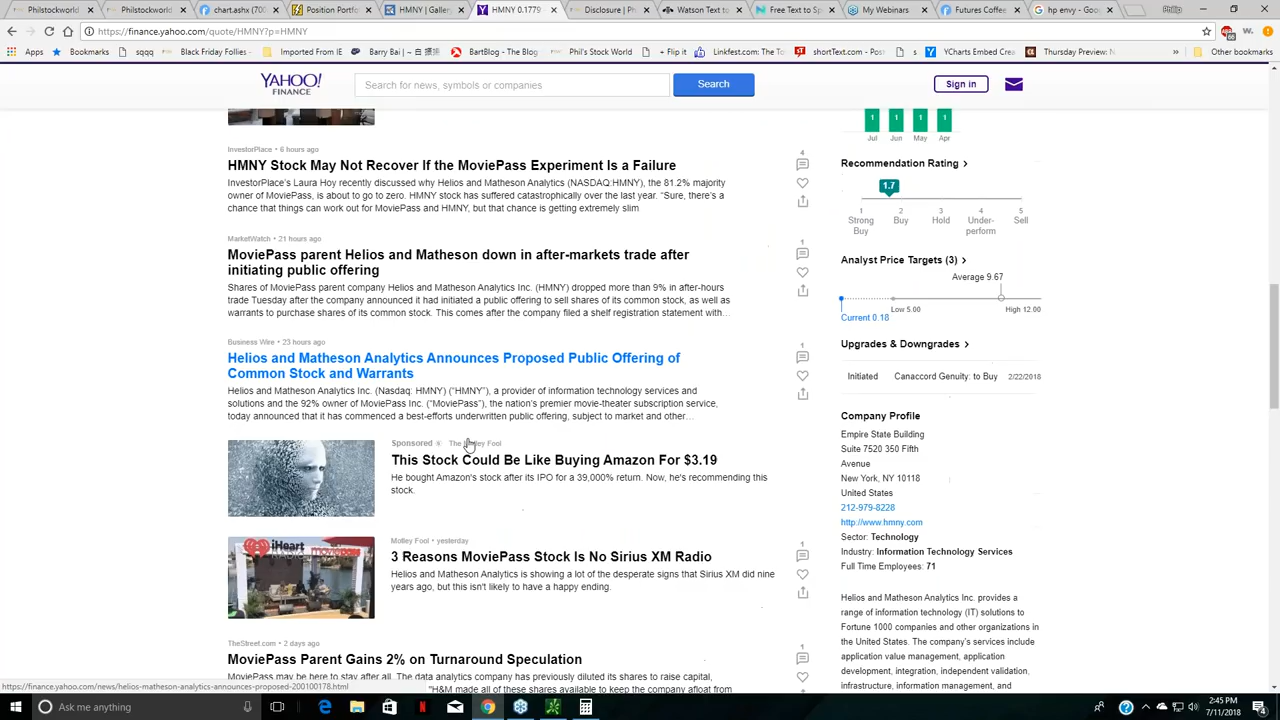 Philstockworld
Philstockworld
chart.ashx (700
Position Portfo
HMNY | Galler
HMNY 0.1779
Disclosure | Ph
Watson Text to
Free Text to Sp
My Webinars
Futures Coffee
hp envy - Goog
https://finance.yahoo.com/quote/HMNY?p=HMNY
Apps
Bookmarks
sqqq
Black Friday Follies
Imported From IE
Barry Bai
BartBlog - The Blog
Phil's Stock World
+ Flip it
Linkfest.com: The To
shortText.com - Pos
s
YCharts Embed Crea
Thursday Preview: N
Other bookmarks
YAHOO!
FINANCE
Search for news, symbols or companies
Search
Sign in
1 1 1 1
Jul Jun May Apr
InvestorPlace • 6 hours ago
HMNY Stock May Not Recover If the MoviePass Experiment Is a Failure
InvestorPlace's Laura Hoy recently discussed why Helios and Matheson Analytics (NASDAQ:HMNY), the 81.2% majority
owner of MoviePass, is about to go to zero. HMNY stock has suffered catastrophically over the last year. "Sure, there's a
chance that things can work out for MoviePass and HMNY, but that chance is getting extremely slim
4
MarketWatch • 21 hours ago
MoviePass parent Helios and Matheson down in after-markets trade after
initiating public offering
Shares of MoviePass parent company Helios and Matheson Analytics Inc. (HMNY) dropped more than 9% in after-hours
trade Tuesday after the company announced it had initiated a public offering to sell shares of its common stock, as well as
warrants to purchase shares of its common stock. This comes after the company filed a shelf registration statement with…
1
Business Wire • 23 hours ago
Helios and Matheson Analytics Announces Proposed Public Offering of
Common Stock and Warrants
Helios and Matheson Analytics Inc. (Nasdaq: HMNY) ("HMNY"), a provider of information technology services and
solutions and the 92% owner of MoviePass Inc. ("MoviePass"), the nation's premier movie-theater subscription service,
today announced that it has commenced a best-efforts underwritten public offering, subject to market and other…
1
Sponsored
The Motley Fool
This Stock Could Be Like Buying Amazon For $3.19
He bought Amazon's stock after its IPO for a 39,000% return. Now, he's recommending this
stock.
iHeart
RADIO
moviepass
Motley Fool • yesterday
3 Reasons MoviePass Stock Is No Sirius XM Radio
Helios and Matheson Analytics is showing a lot of the desperate signs that Sirius XM did nine
years ago, but this isn't likely to have a happy ending.
1
TheStreet.com • 2 days ago
MoviePass Parent Gains 2% on Turnaround Speculation
MoviePass may be here to stay after all. The data analytics company has previously diluted its shares to raise capital,
"H&M made all of these shares available to keep the company afloat from
1
Recommendation Rating
1.7
1 2 3 4 5
Strong Buy
Buy
Hold
Under-perform
Sell
Analyst Price Targets (3)
Average 9.67
Low 5.00
High 12.00
Current 0.18
Upgrades & Downgrades
Initiated Canaccord Genuity: to Buy 2/22/2018
Company Profile
Empire State Building
Suite 7520 350 Fifth
Avenue
New York, NY 10118
United States
212-979-8228
http://www.hmny.com
Sector: Technology
Industry: Information Technology Services
Full Time Employees: 71
Helios and Matheson Analytics Inc. provides a
range of information technology (IT) solutions to
Fortune 1000 companies and other organizations in
the United States. The company's services include
application value management, application
development, integration, independent validation,
infrastructure, information management, and
https://finance.yahoo.com/news/helios-matheson-analytics-announces-proposed-200100178.html
Ask me anything
2:45 PM
7/11/2018
4